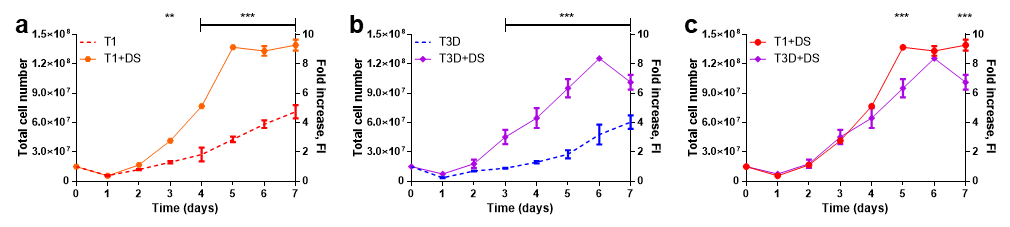 a
**
***
1.5×10⁸
1.2×10⁸
9.0×10⁷
6.0×10⁷
3.0×10⁷
0
Total cell number
T1
T1+DS
10
8
6
4
2
0
Fold increase, FI
0 1 2 3 4 5 6 7
Time (days)
b
***
1.5×10⁸
1.2×10⁸
9.0×10⁷
6.0×10⁷
3.0×10⁷
0
Total cell number
T3D
T3D+DS
10
8
6
4
2
0
Fold increase, FI
0 1 2 3 4 5 6 7
Time (days)
c
***
***
1.5×10⁸
1.2×10⁸
9.0×10⁷
6.0×10⁷
3.0×10⁷
0
Total cell number
T1+DS
T3D+DS
10
8
6
4
2
0
Fold increase, FI
0 1 2 3 4 5 6 7
Time (days)